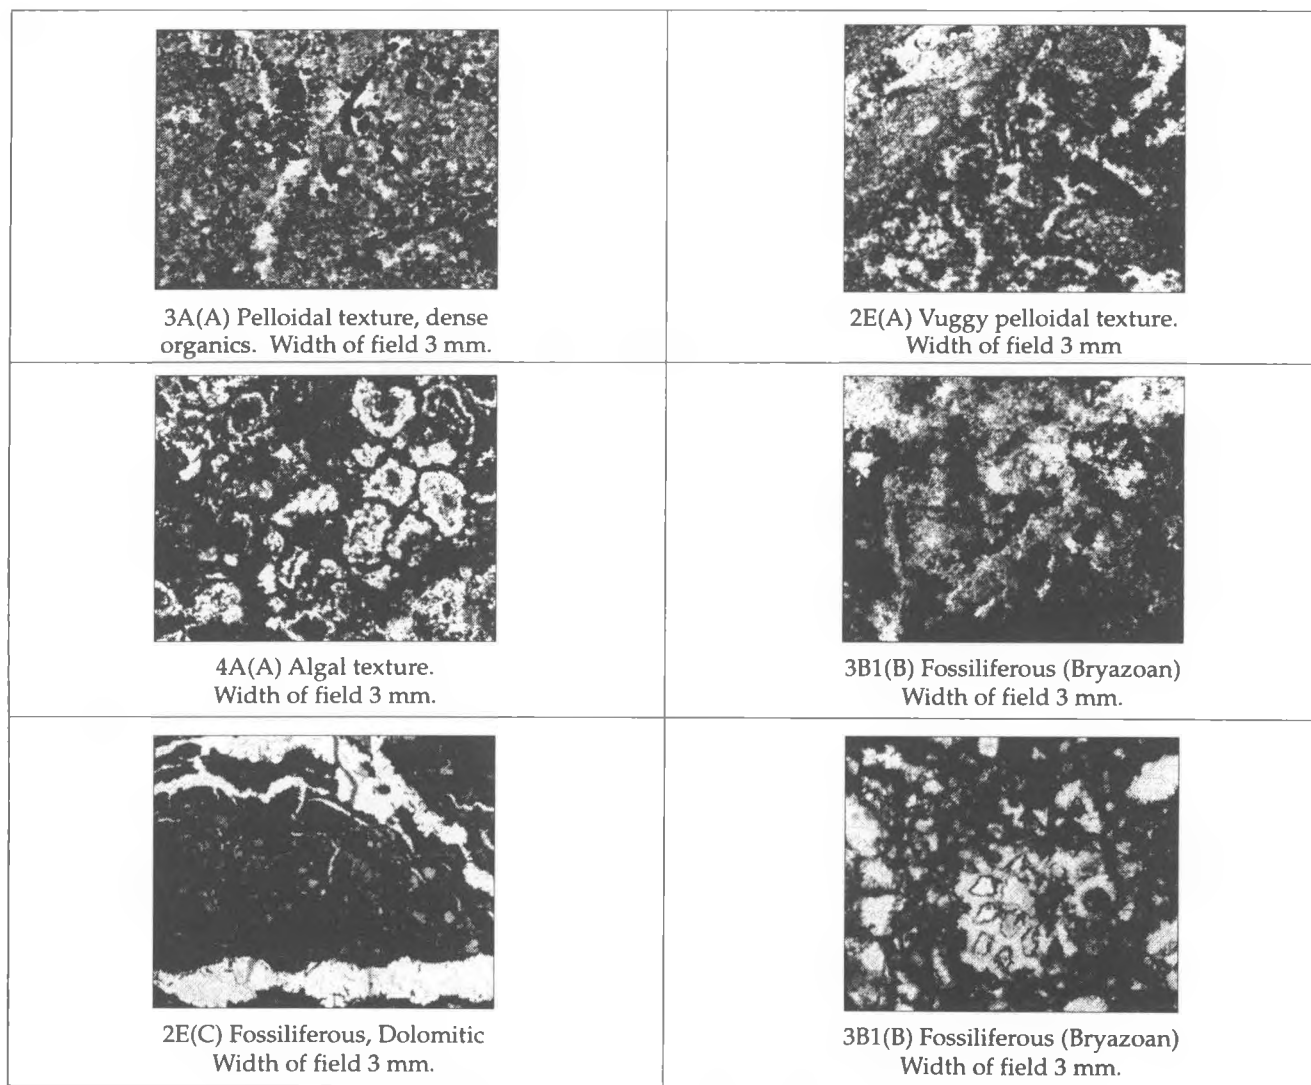 3A(A) Pelloidal texture, dense
organics. Width of field 3 mm.
2E(A) Vuggy pelloidal texture.
Width of field 3 mm
4A(A) Algal texture.
Width of field 3 mm.
3B1(B) Fossiliferous (Bryazoan)
Width of field 3 mm.
2E(C) Fossiliferous, Dolomitic
Width of field 3 mm.
3B1(B) Fossiliferous (Bryazoan)
Width of field 3 mm.